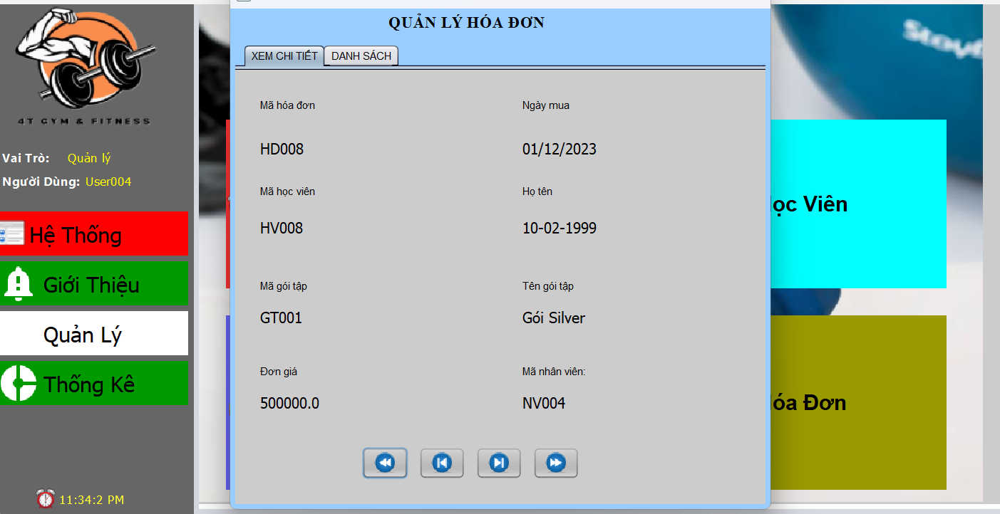 4T GYM & FITNESS
Vai Trò: Quản lý
Người Dùng: User004
Hệ Thống
Giới Thiệu
Quản Lý
Thống Kê
11:34:2 PM
QUẢN LÝ HÓA ĐƠN
XEM CHI TIẾT DANH SÁCH
Mã hóa đơn Ngày mua
HD008 01/12/2023
Mã học viên Họ tên
HV008 10-02-1999
Mã gói tập Tên gói tập
GT001 Gói Silver
Đơn giá Mã nhân viên:
500000.0 NV004
ọc Viên
óa Đơn